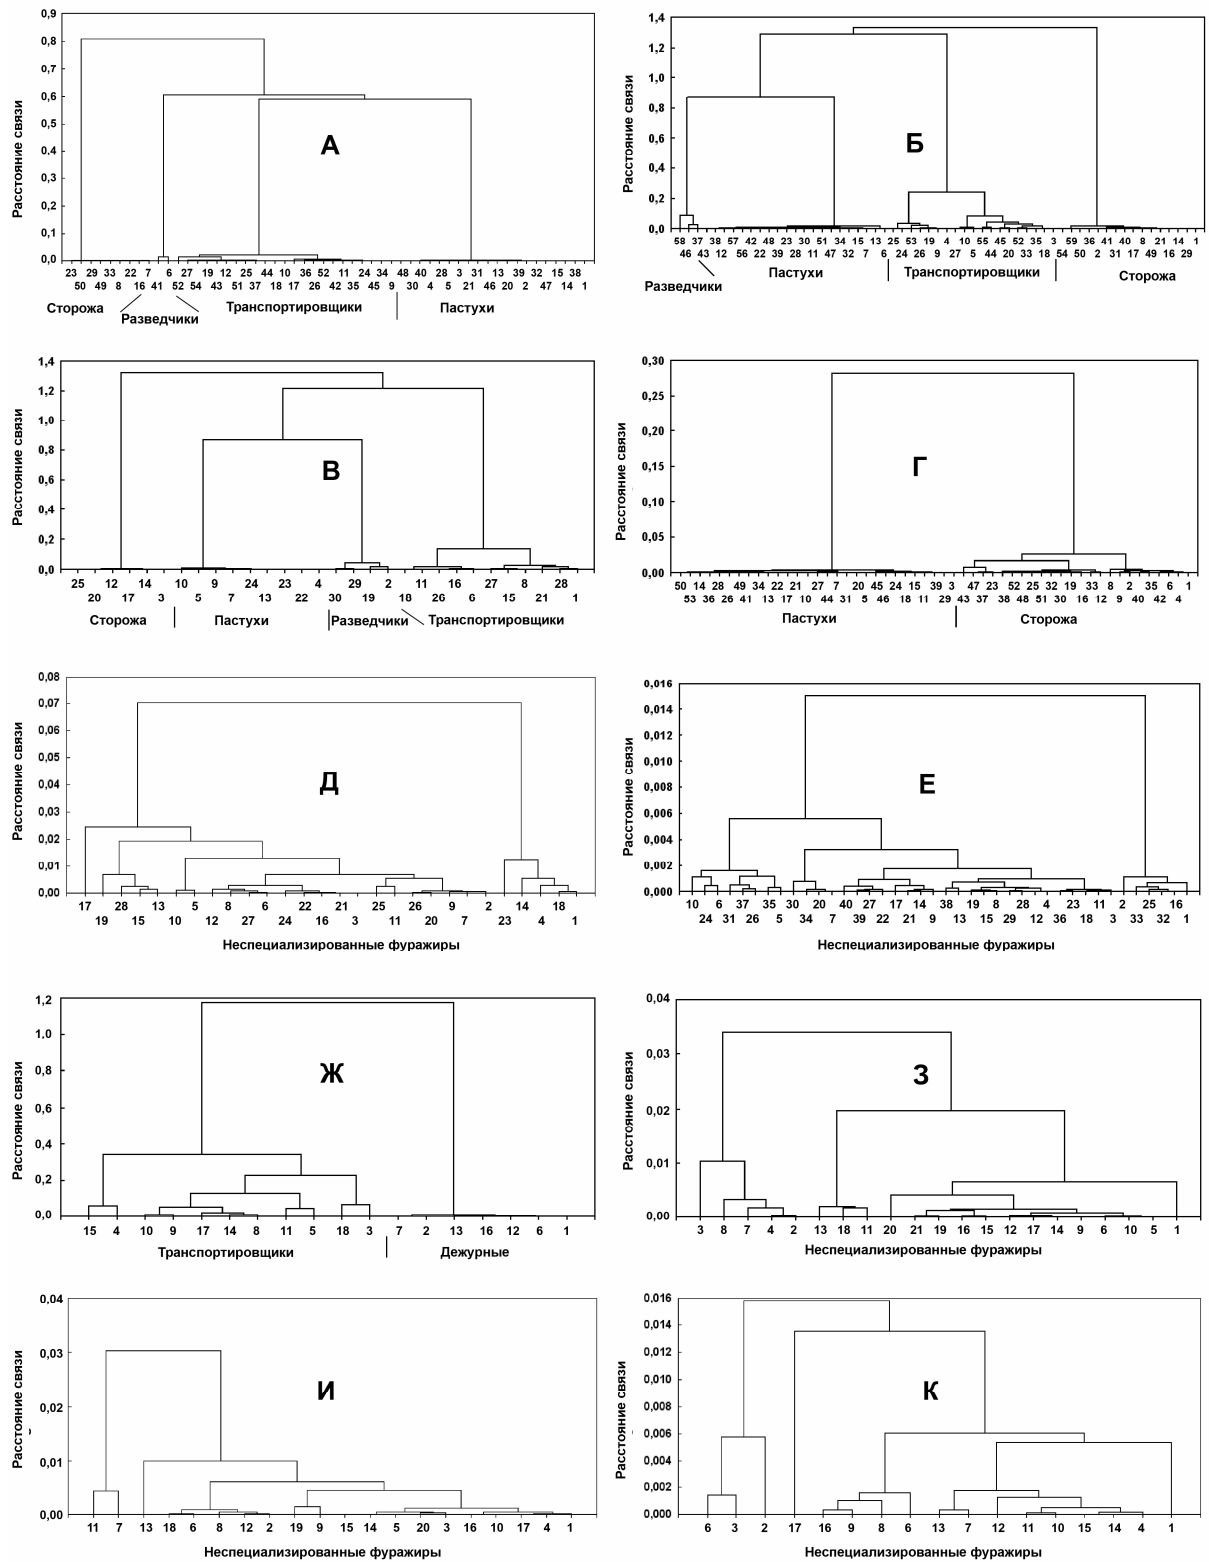 0,9
0,8
0,7
0,6
0,5
0,4
0,3
0,2
0,1
0,0
Расстояние связи
А
23 29 33 22 7 6 27 19 12 25 44 10 36 52 11 24 34 48 40 28 3 31 13 39 32 15 38
50 49 8 16 41 52 54 43 51 37 18 17 26 42 35 45 9 30 4 5 21 46 20 2 47 14 1
Сторожа
Разведчики
Транспортировщики
Пастухи
1,4
1,2
1,0
0,8
0,6
0,4
0,2
0,0
Расстояние связи
Б
58 37 38 57 42 48 23 30 51 34 15 13 25 53 19 4 10 55 45 52 35 3 59 36 41 40 8 21 14 1
46 43 12 56 22 39 28 11 47 32 7 6 24 26 9 27 5 44 20 33 18 54 50 2 31 17 49 16 29
Разведчики
Пастухи
Транспортировщики
Сторожа
1,4
1,2
1,0
0,8
0,6
0,4
0,2
0,0
Расстояние связи
В
25 12 14 10 9 24 23 4 29 2 11 16 27 8 28
20 17 3 5 7 13 22 30 19 18 26 6 15 21 1
Сторожа
Пастухи
Разведчики
Транспортировщики
0,30
0,25
0,20
0,15
0,10
0,05
0,00
Расстояние связи
Г
50 14 28 38 34 22 21 27 7 20 45 24 15 39 3 47 23 52 25 32 19 33 8 2 35 6 1
53 36 26 41 13 17 10 44 31 5 46 18 11 29 43 37 38 48 51 30 16 12 9 40 42 4
Пастухи
Сторожа
0,08
0,07
0,06
0,05
0,04
0,03
0,02
0,01
0,00
Расстояние связи
Д
17 28 13 5 8 6 22 21 25 26 9 2 14 18
19 15 10 12 27 24 16 3 11 20 7 23 4 1
Неспециализированные фуражиры
0,016
0,014
0,012
0,010
0,008
0,006
0,004
0,002
0,000
Расстояние связи
Е
10 6 37 35 30 20 40 27 17 14 38 19 8 28 4 23 11 2 25 16
24 31 26 5 34 7 39 22 21 9 13 15 29 12 36 18 3 33 32 1
Неспециализированные фуражиры
1,2
1,0
0,8
0,6
0,4
0,2
0,0
Расстояние связи
Ж
15 4 10 9 17 14 8 11 5 18 3 7 2 13 16 12 6 1
Транспортировщики
Дежурные
0,04
0,03
0,02
0,01
0,00
Расстояние связи
З
3 8 7 4 2 13 18 11 20 21 19 16 15 12 17 14 9 6 10 5 1
Неспециализированные фуражиры
0,04
0,03
0,02
0,01
0,00
Расстояние связи
И
11 7 13 18 6 8 12 2 19 9 15 14 5 20 3 16 10 17 4 1
Неспециализированные фуражиры
0,016
0,014
0,012
0,010
0,008
0,006
0,004
0,002
0,000
Расстояние связи
К
6 3 2 17 16 9 8 6 13 7 12 11 10 15 14 4 1
Неспециализированные фуражиры